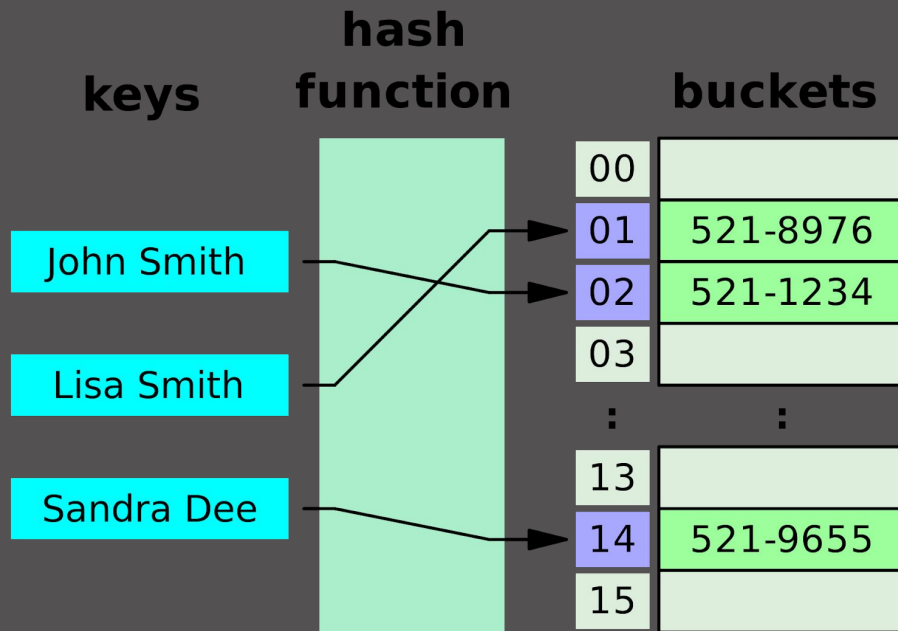 keys
hash
function
buckets
John Smith
Lisa Smith
Sandra Dee
00
01 521-8976
02 521-1234
03
: :
13
14 521-9655
15